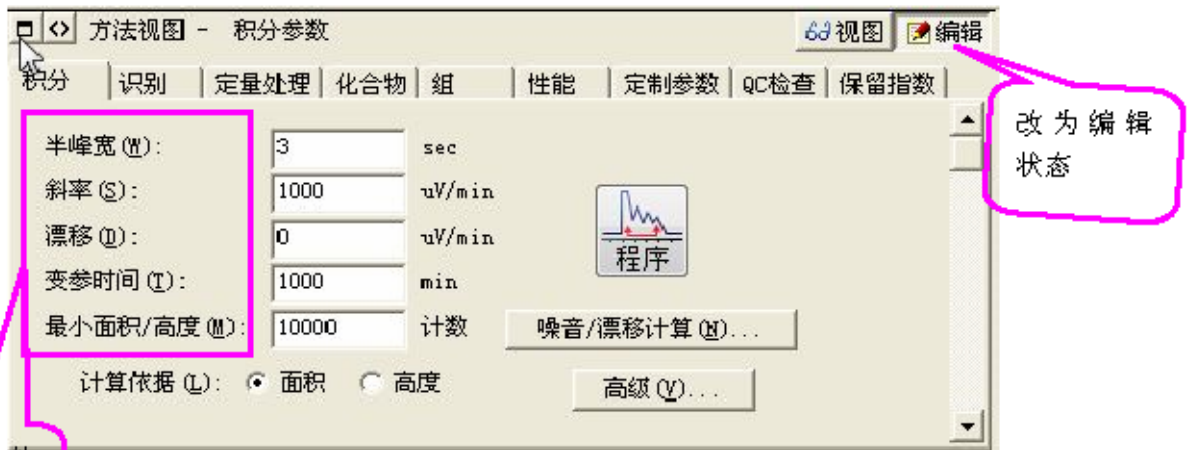 方法视图 - 积分参数 视图 编辑
积分 识别 定量处理 化合物 组 性能 定制参数 QC检查 保留指数
改为编辑
状态
半峰宽(W): 3 sec
斜率(S): 1000 uV/min
漂移(D): 0 uV/min
程序
变参时间(T): 1000 min
最小面积/高度(M): 10000 计数 噪音/漂移计算(N)...
计算依据(L): 面积 高度 高级(V)...